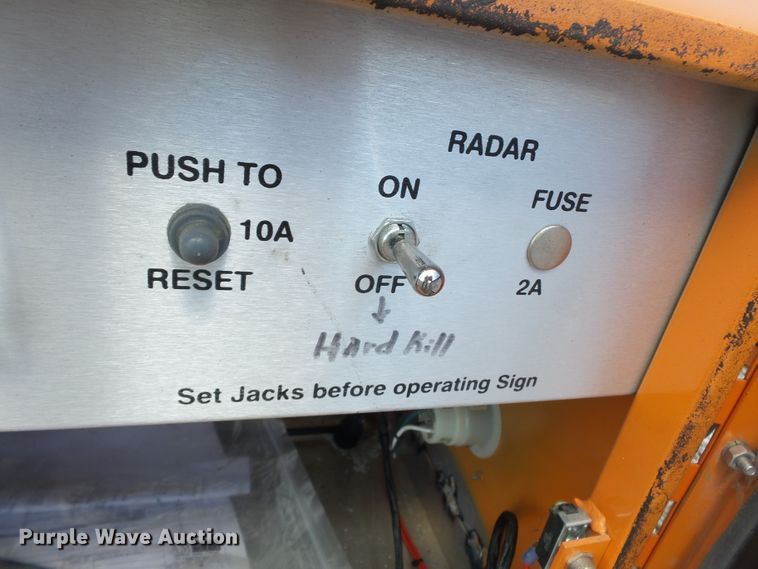 RADAR
PUSH TO
ON
FUSE
10A
RESET
OFF
2A
↓
Hard Kill
Set Jacks before operating Sign
Purple Wave Auction